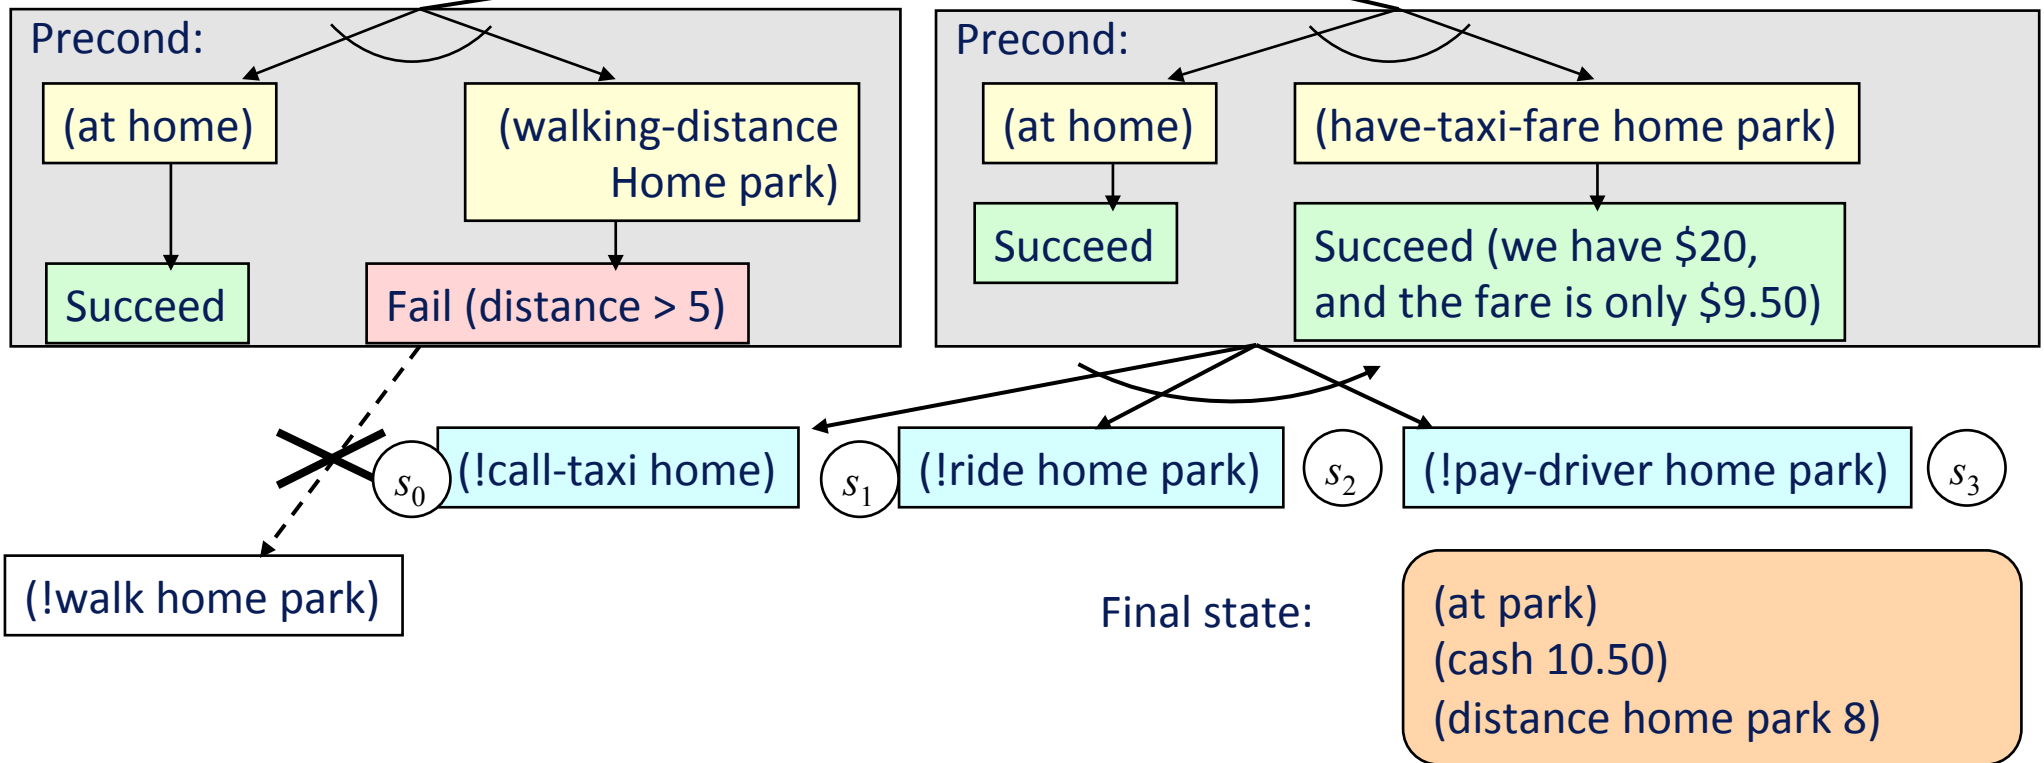 Precond:
(at home)
(walking-distance
Home park)
Succeed
Fail (distance > 5)
Precond:
(at home)
(have-taxi-fare home park)
Succeed
Succeed (we have $20,
and the fare is only $9.50)
s0
(!call-taxi home)
s1
(!ride home park)
s2
(!pay-driver home park)
s3
(!walk home park)
Final state:
(at park)
(cash 10.50)
(distance home park 8)